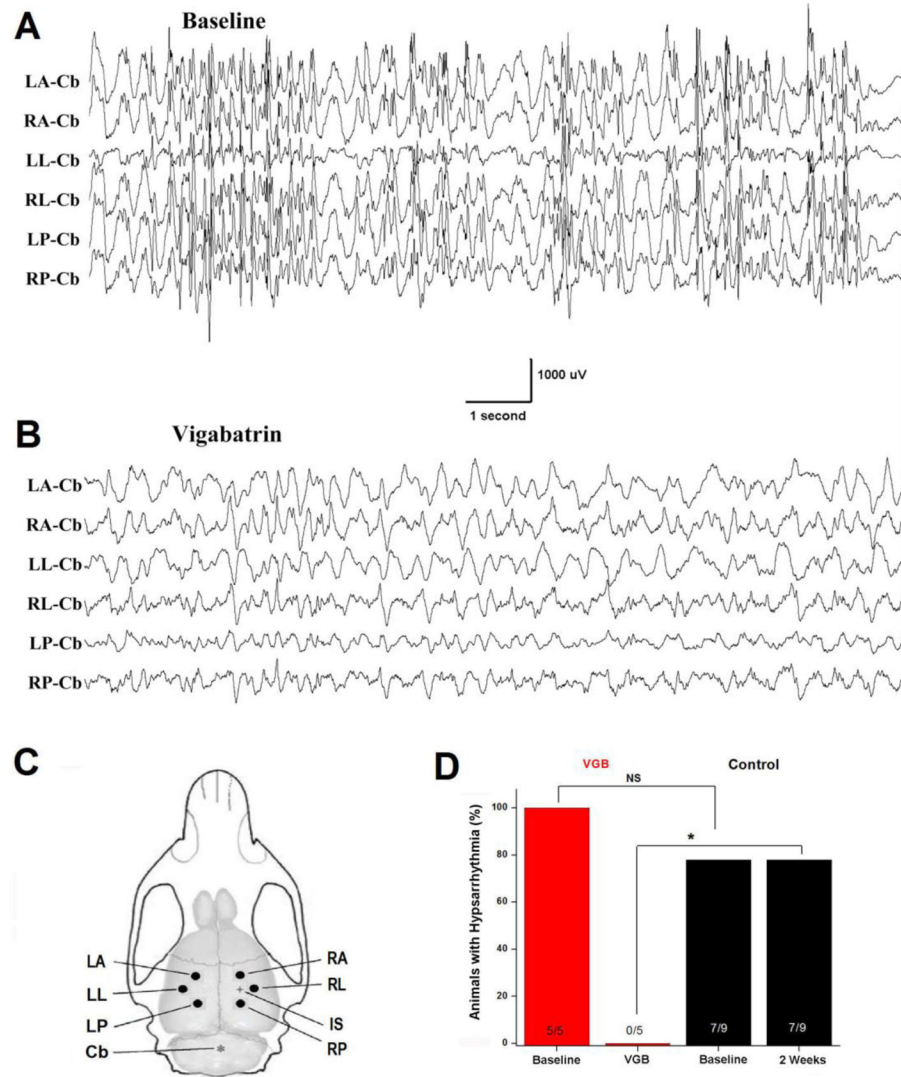 A
Baseline
LA-Cb
RA-Cb
LL-Cb
RL-Cb
LP-Cb
RP-Cb
1000 uV
1 second
B
Vigabatrin
LA-Cb
RA-Cb
LL-Cb
RL-Cb
LP-Cb
RP-Cb
C
LA
RA
LL
RL
LP
IS
Cb
RP
D
VGB
Control
NS
*
Animals with Hypsarrhythmia (%)
100
80
60
40
20
0
5/5
0/5
7/9
7/9
Baseline
VGB
Baseline
2 Weeks